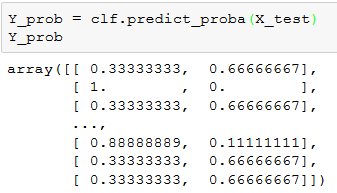 Y_prob = clf.predict_proba(X_test)
Y_prob
array([[ 0.33333333,  0.66666667],
       [ 1.        ,  0.        ],
       [ 0.33333333,  0.66666667],
       ...,
       [ 0.88888889,  0.11111111],
       [ 0.33333333,  0.66666667],
       [ 0.33333333,  0.66666667]])